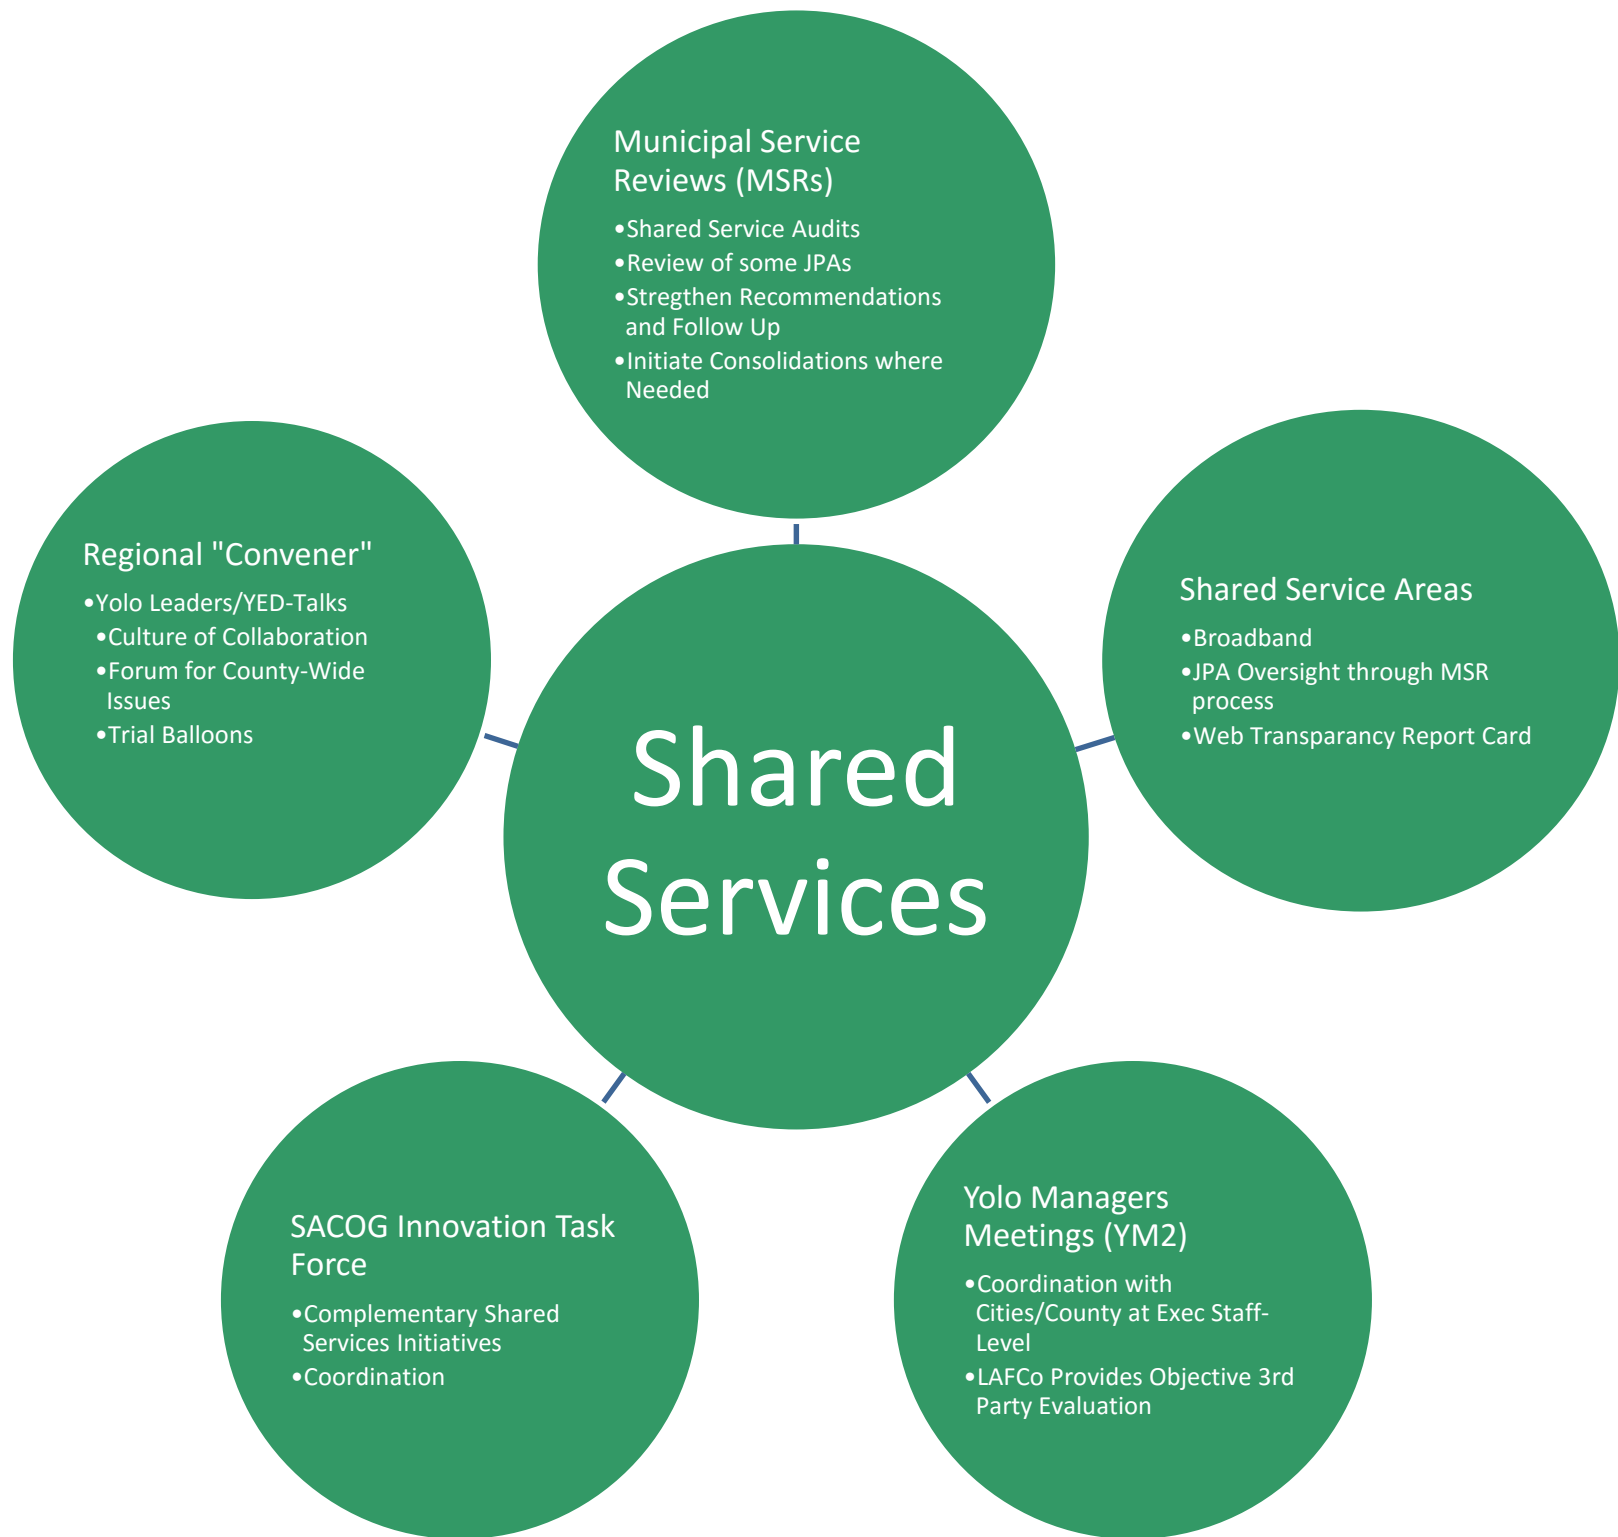 Municipal Service
Reviews (MSRs)
•Shared Service Audits
•Review of some JPAs
•Stregthen Recommendations
and Follow Up
•Initiate Consolidations where
Needed
Regional "Convener"
•Yolo Leaders/YED-Talks
•Culture of Collaboration
•Forum for County-Wide
Issues
•Trial Balloons
Shared Service Areas
•Broadband
•JPA Oversight through MSR
process
•Web Transparancy Report Card
Shared
Services
SACOG Innovation Task
Force
•Complementary Shared
Services Initiatives
•Coordination
Yolo Managers
Meetings (YM2)
•Coordination with
Cities/County at Exec Staff-
Level
•LAFCo Provides Objective 3rd
Party Evaluation